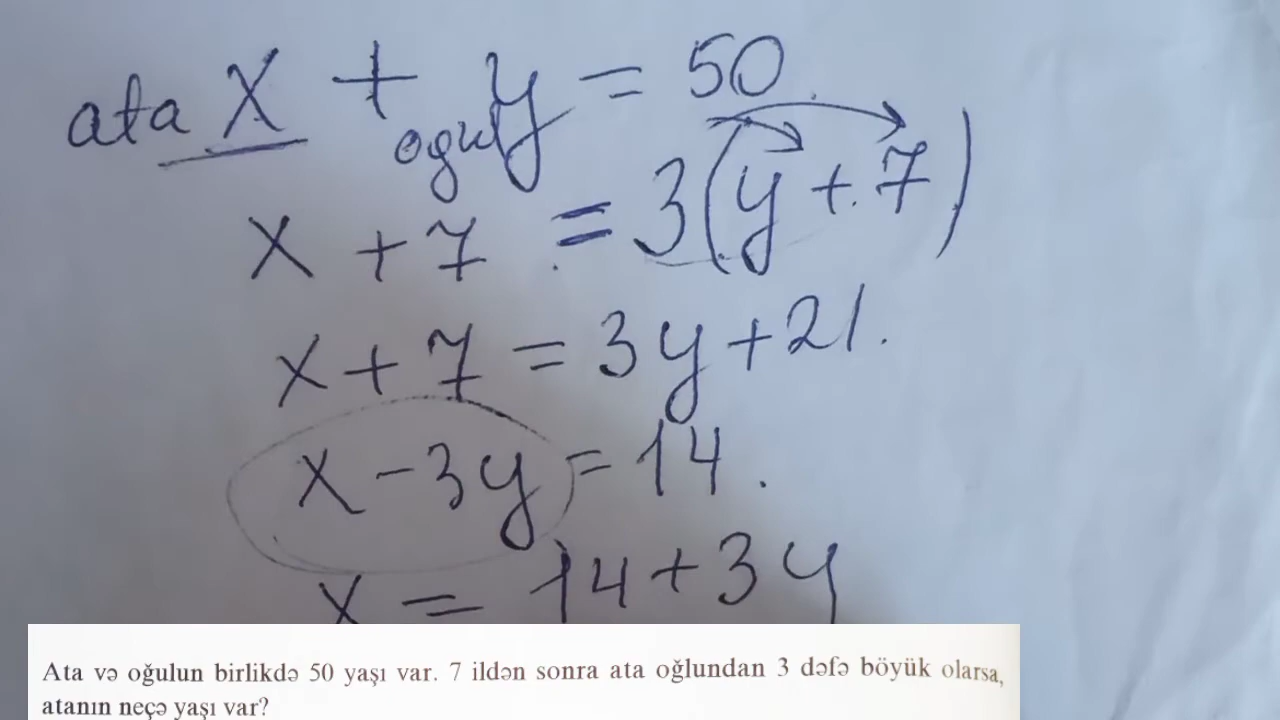 ata x + y = 50
oğul
x + 7 = 3(y + 7)
x + 7 = 3y + 21.
x - 3y = 14.
x = 14 + 3y
Ata və oğulun birlikdə 50 yaşı var. 7 ildən sonra ata oğlundan 3 dəfə böyük olarsa,
atanın neçə yaşı var?